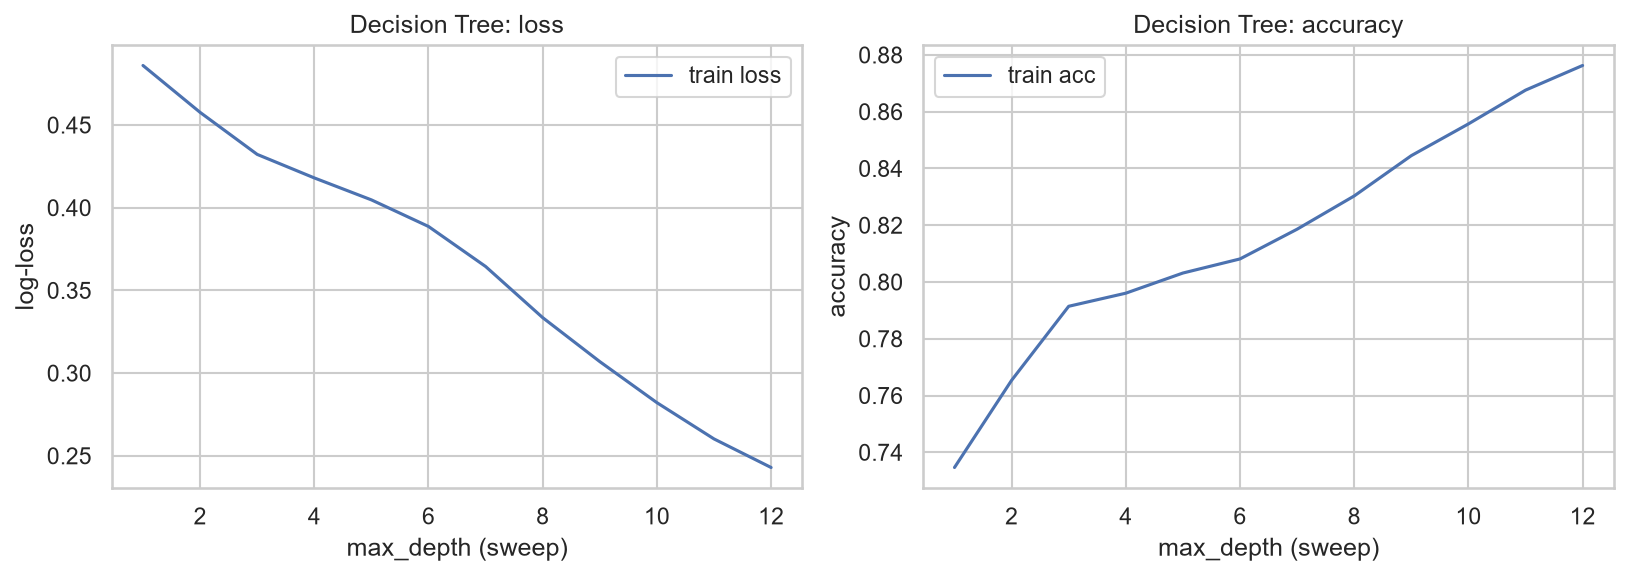 Decision Tree: loss
train loss
log-loss
0.45
0.40
0.35
0.30
0.25
2 4 6 8 10 12
max_depth (sweep)
Decision Tree: accuracy
train acc
accuracy
0.88
0.86
0.84
0.82
0.80
0.78
0.76
0.74
2 4 6 8 10 12
max_depth (sweep)